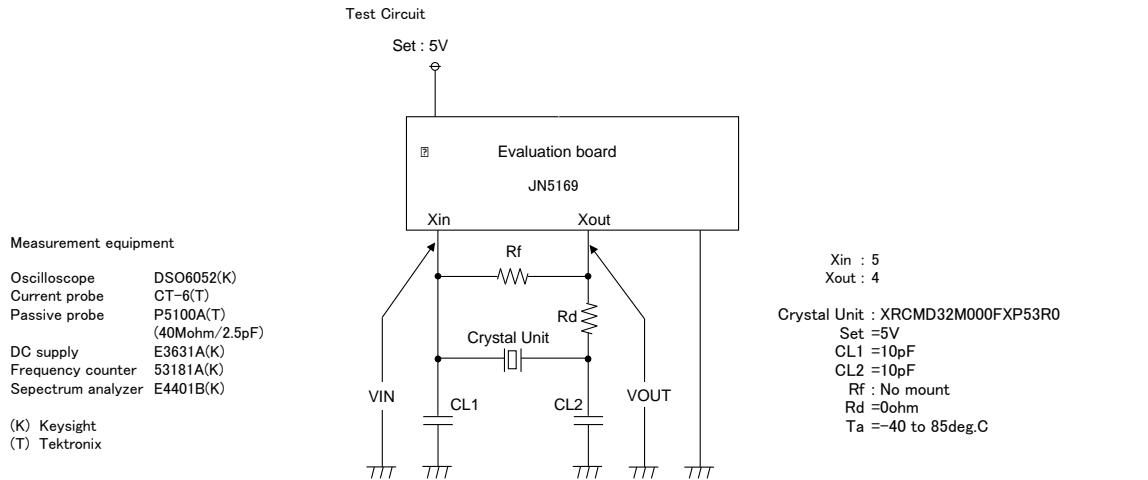 Test Circuit
Set : 5V
Evaluation board
JN5169
Xin
Xout
Rf
Rd
Crystal Unit
CL1
CL2
VIN
VOUT
Measurement equipment
Oscilloscope DSO6052(K)
Current probe CT-6(T)
Passive probe P5100A(T)
(40Mohm/2.5pF)
DC supply E3631A(K)
Frequency counter 53181A(K)
Sepectrum analyzer E4401B(K)
(K) Keysight
(T) Tektronix
Xin : 5
Xout : 4
Crystal Unit : XRCMD32M000FXP53R0
Set =5V
CL1 =10pF
CL2 =10pF
Rf : No mount
Rd =0ohm
Ta =-40 to 85deg.C